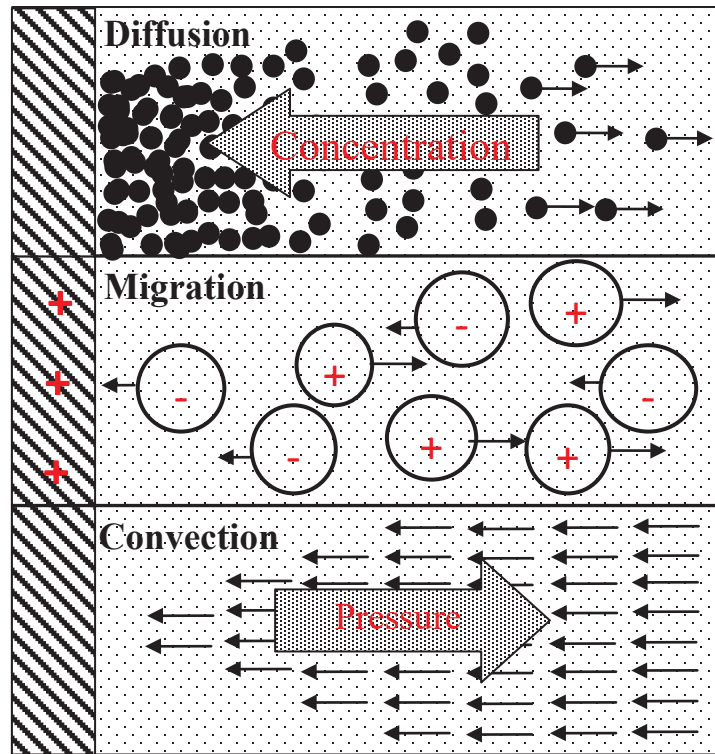 Diffusion
Concentration
Migration
+
+
+
-
+
-
+
-
-
+
+
Convection
Pressure